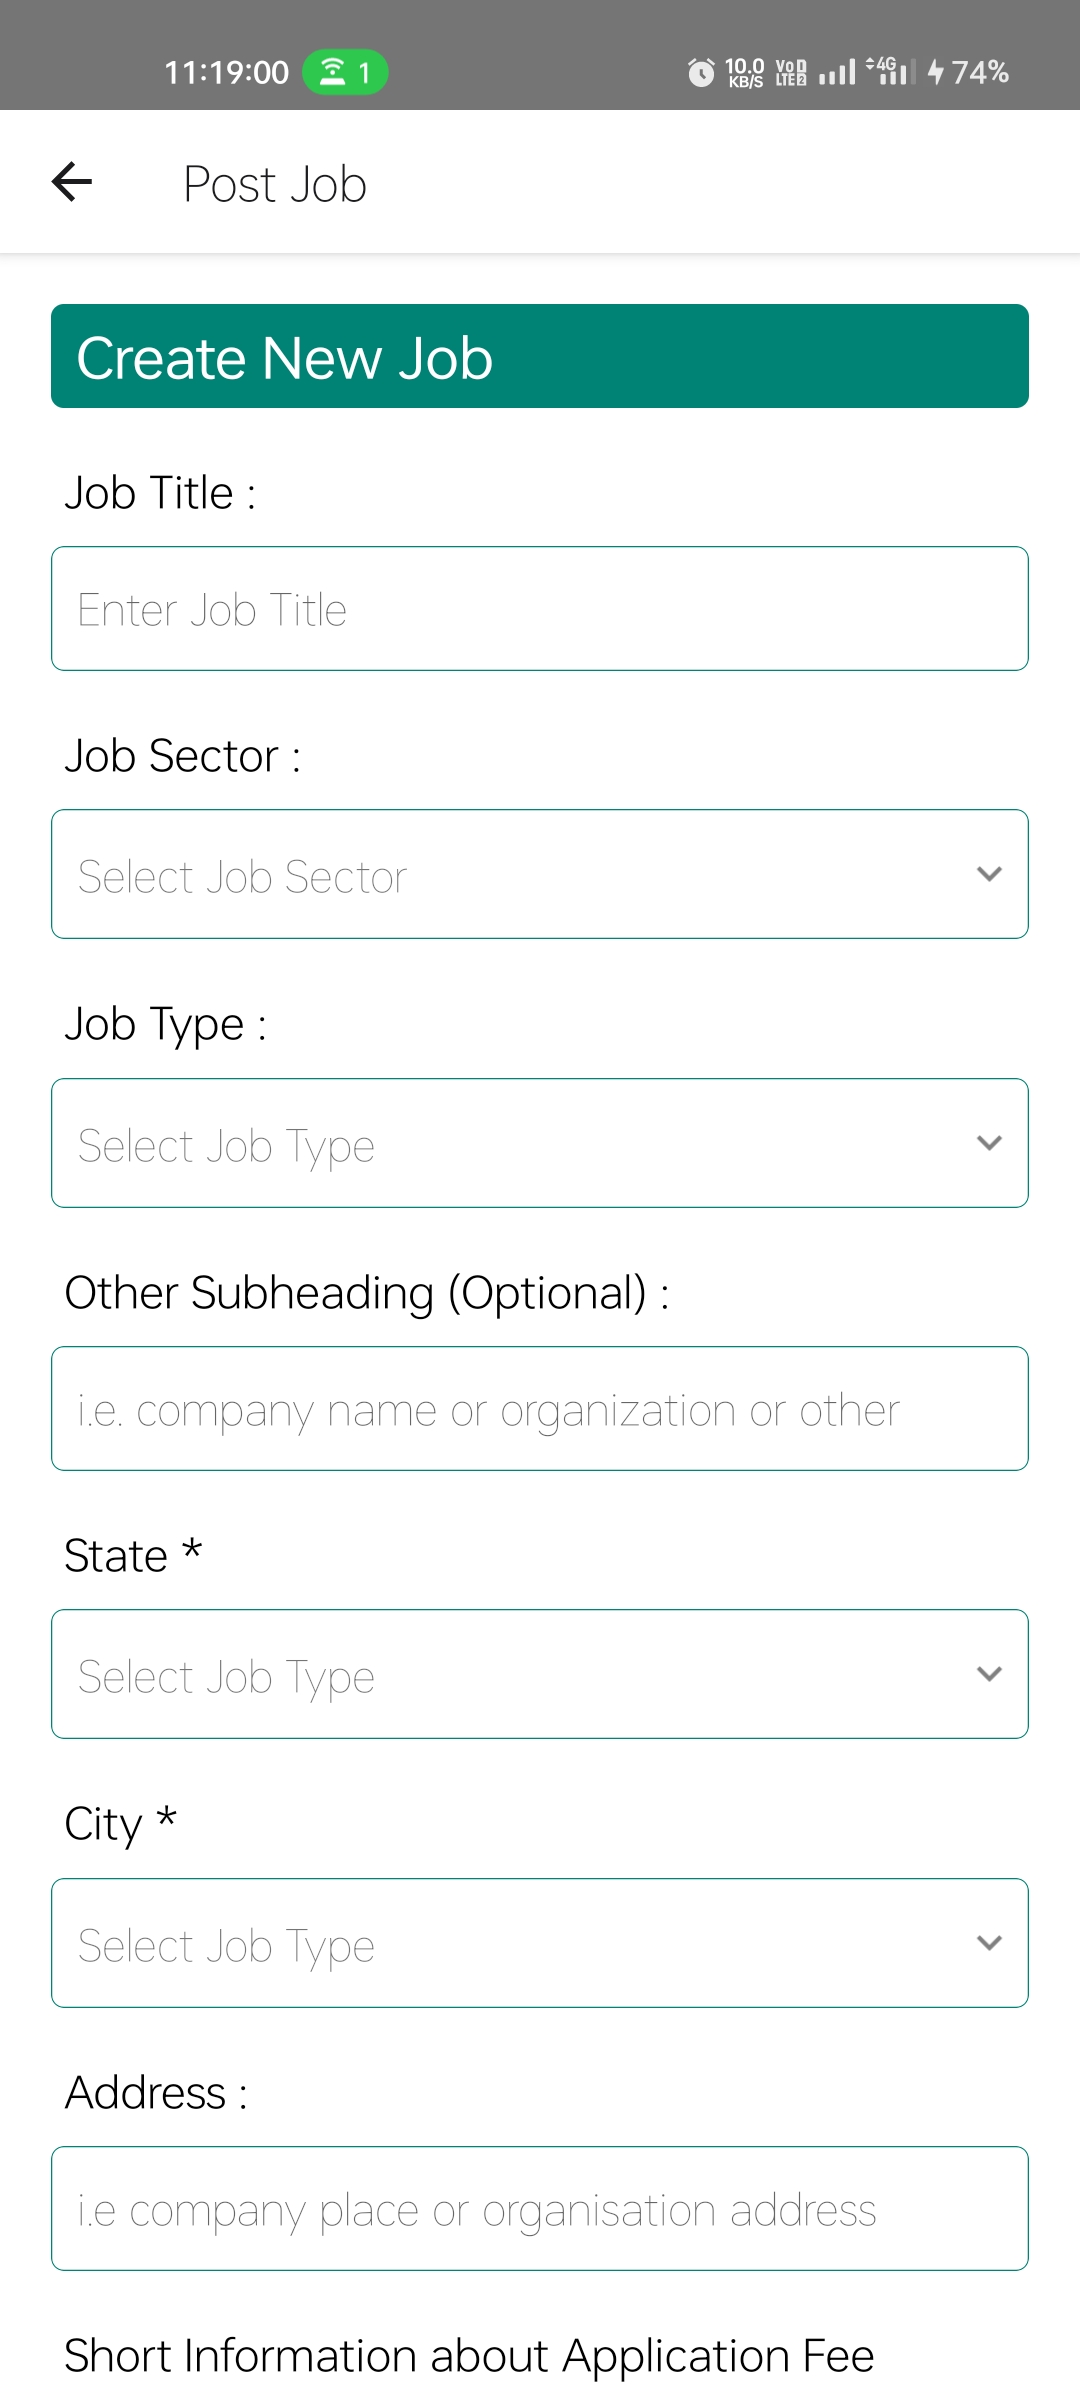 11:19:00 1 10.0 KB/S VoD LTE 2 4G 74%
Post Job
Create New Job
Job Title :
Enter Job Title
Job Sector :
Select Job Sector
Job Type :
Select Job Type
Other Subheading (Optional) :
i.e. company name or organization or other
State *
Select Job Type
City *
Select Job Type
Address :
i.e company place or organisation address
Short Information about Application Fee